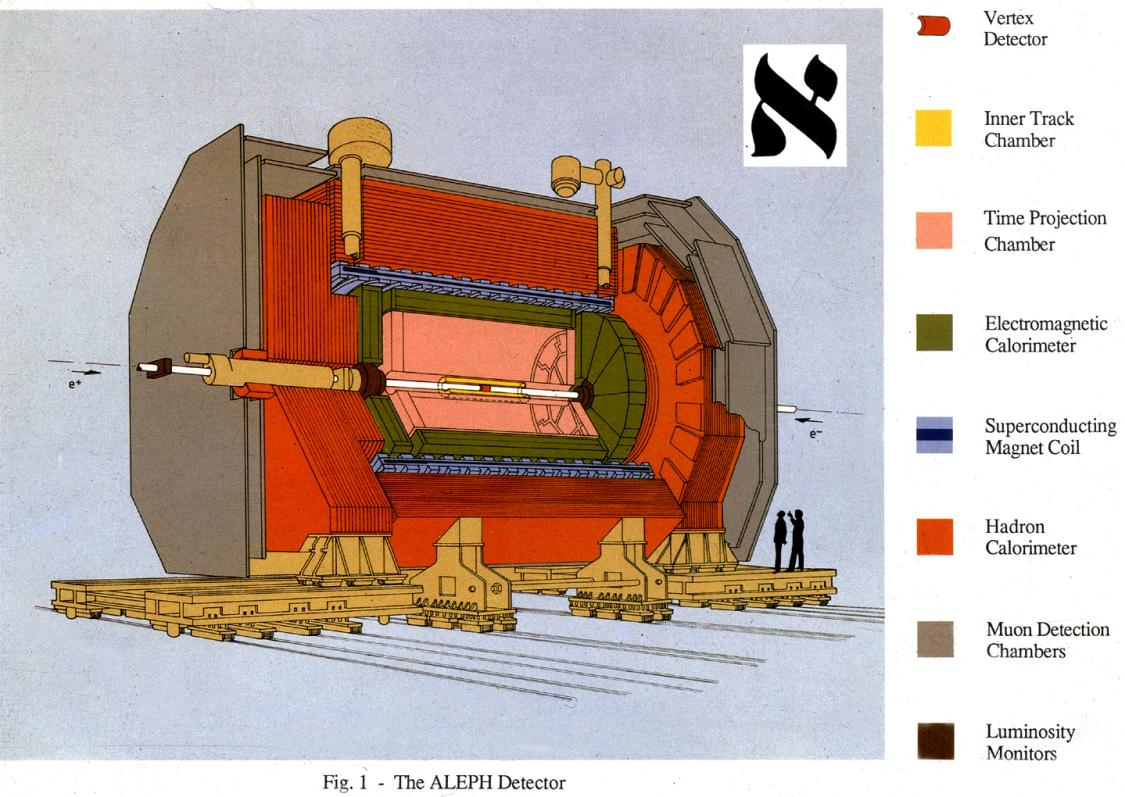 א
Vertex
Detector
Inner Track
Chamber
Time Projection
Chamber
Electromagnetic
Calorimeter
Superconducting
Magnet Coil
Hadron
Calorimeter
Muon Detection
Chambers
Luminosity
Monitors
e⁺
e⁻
Fig. 1 - The ALEPH Detector